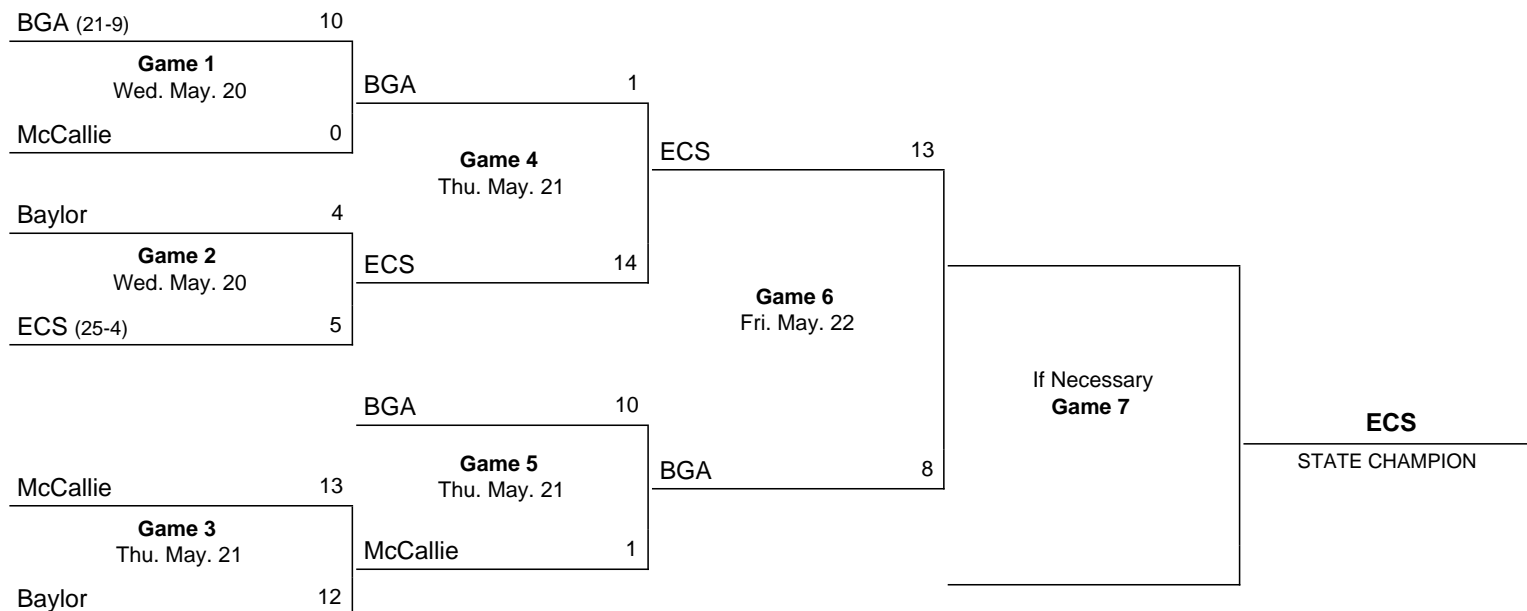 BGA (21-9) 10
Game 1
Wed. May. 20
McCallie 0
Baylor 4
Game 2
Wed. May. 20
ECS (25-4) 5
McCallie 13
Game 3
Thu. May. 21
Baylor 12
BGA 1
Game 4
Thu. May. 21
ECS 14
BGA 10
Game 5
Thu. May. 21
McCallie 1
ECS 13
Game 6
Fri. May. 22
BGA 8
If Necessary
Game 7
ECS
STATE CHAMPION